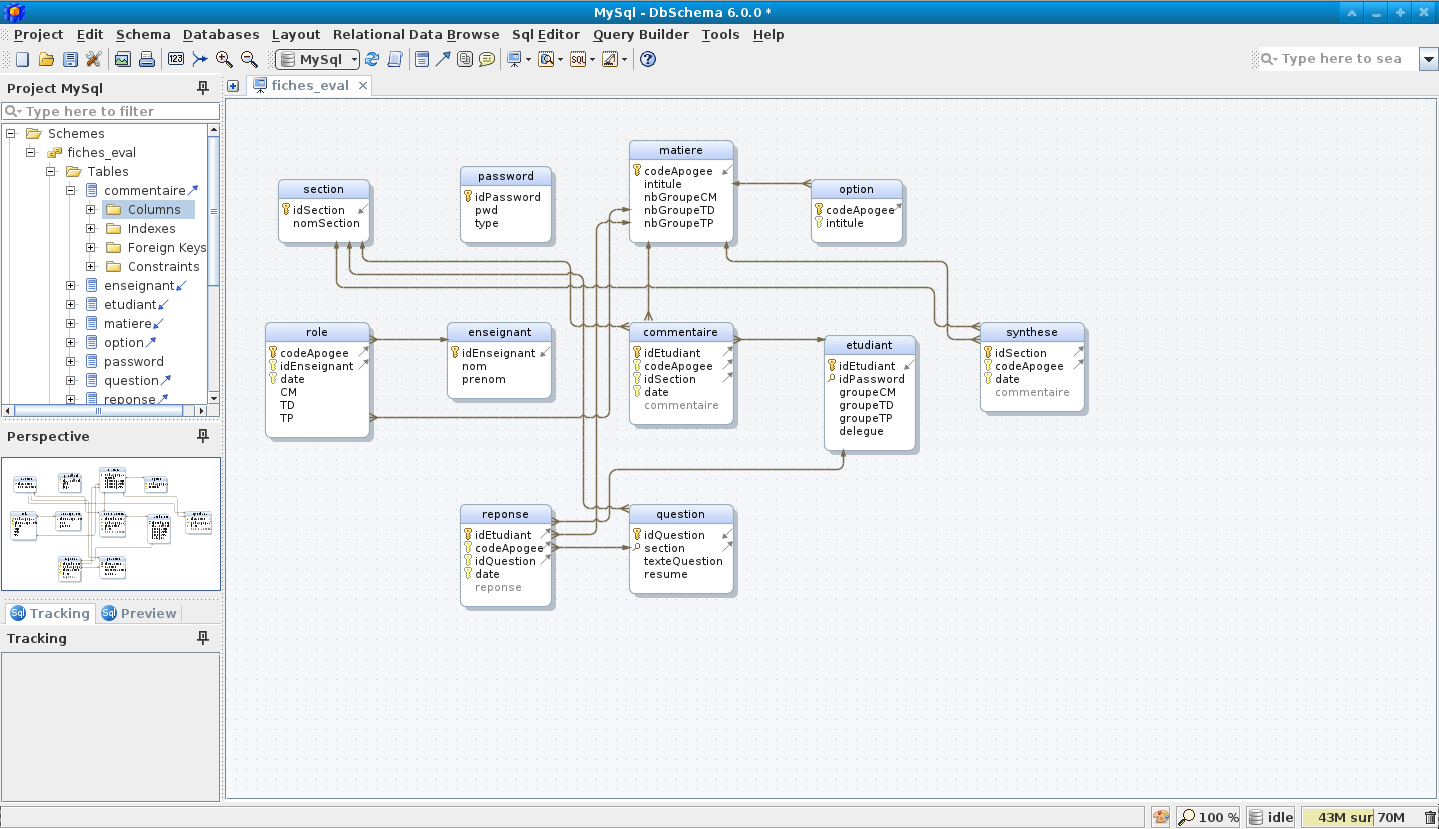 MySql - DbSchema 6.0.0 *
Project Edit Schema Databases Layout Relational Data Browse Sql Editor Query Builder Tools Help
123 MySql SQL Type here to sea
Project MySql
Type here to filter
Schemes
fiches_eval
Tables
commentaire
Columns
Indexes
Foreign Keys
Constraints
enseignant
etudiant
matiere
option
password
question
reponse
Perspective
Sql Tracking Sql Preview
Tracking
fiches_eval
section
idSection
nomSection
password
idPassword
pwd
type
matiere
codeApogee
intitule
nbGroupeCM
nbGroupeTD
nbGroupeTP
option
codeApogee
intitule
role
codeApogee
idEnseignant
date
CM
TD
TP
enseignant
idEnseignant
nom
prenom
commentaire
idEtudiant
codeApogee
idSection
date
commentaire
etudiant
idEtudiant
idPassword
groupeCM
groupeTD
groupeTP
delegue
synthese
idSection
codeApogee
date
commentaire
reponse
idEtudiant
codeApogee
idQuestion
date
reponse
question
idQuestion
section
texteQuestion
resume
100 % idle 43M sur 70M